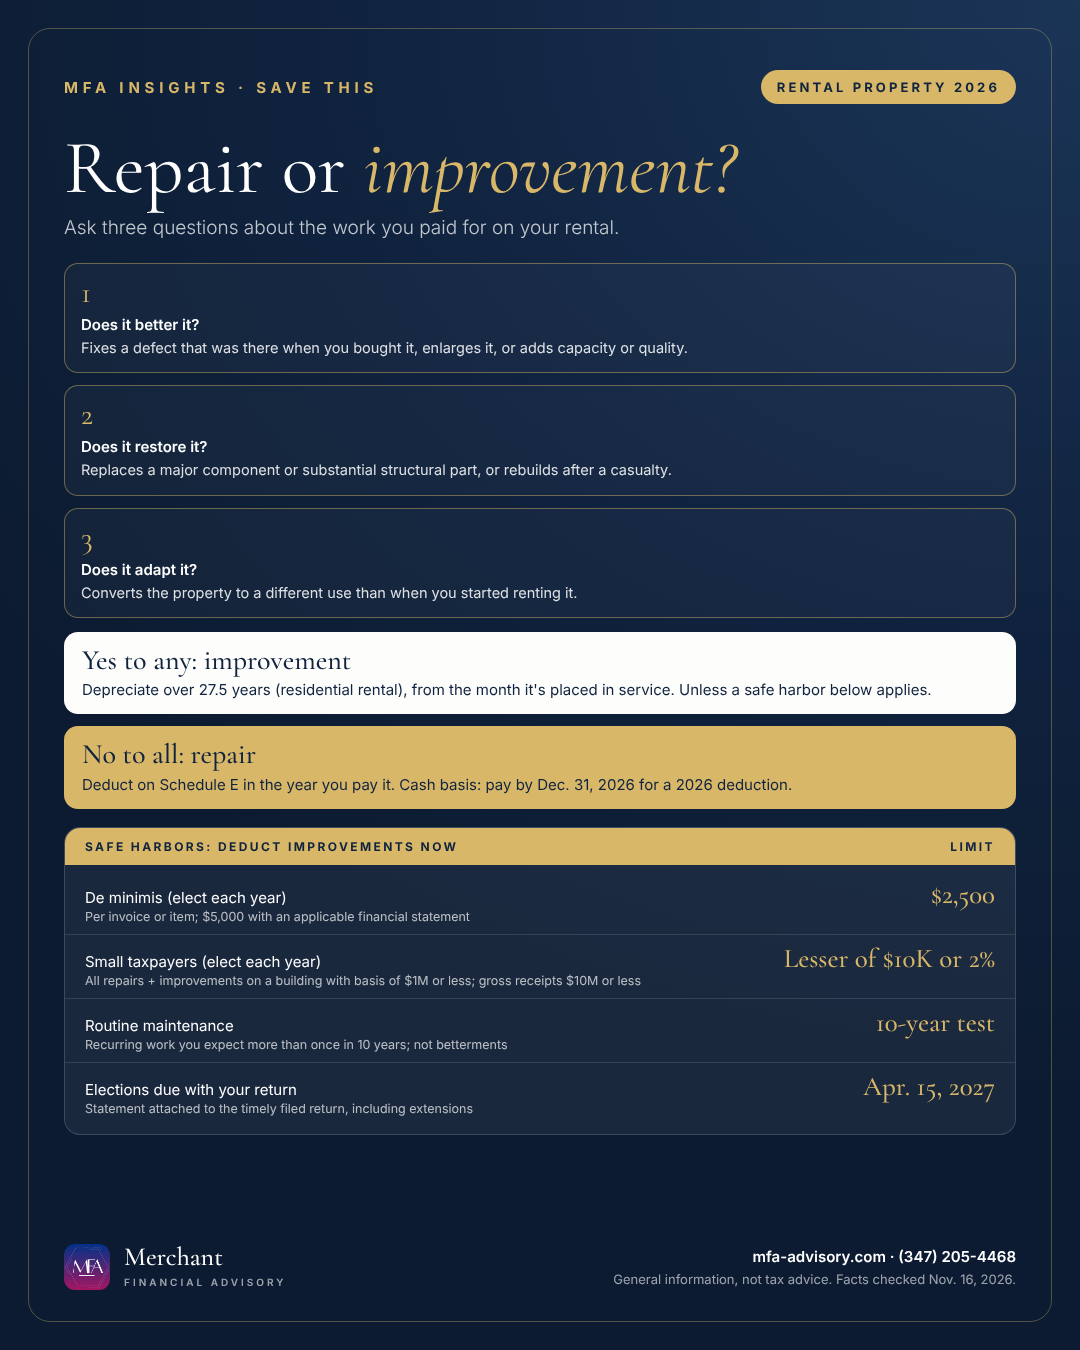 MFA INSIGHTS · SAVE THIS
RENTAL PROPERTY 2026
Repair or improvement?
Ask three questions about the work you paid for on your rental.
1
Does it better it?
Fixes a defect that was there when you bought it, enlarges it, or adds capacity or quality.
2
Does it restore it?
Replaces a major component or substantial structural part, or rebuilds after a casualty.
3
Does it adapt it?
Converts the property to a different use than when you started renting it.
Yes to any: improvement
Depreciate over 27.5 years (residential rental), from the month it's placed in service. Unless a safe harbor below applies.
No to all: repair
Deduct on Schedule E in the year you pay it. Cash basis: pay by Dec. 31, 2026 for a 2026 deduction.
SAFE HARBORS: DEDUCT IMPROVEMENTS NOW
LIMIT
De minimis (elect each year)
$2,500
Per invoice or item; $5,000 with an applicable financial statement
Small taxpayers (elect each year)
Lesser of $10K or 2%
All repairs + improvements on a building with basis of $1M or less; gross receipts $10M or less
Routine maintenance
10-year test
Recurring work you expect more than once in 10 years; not betterments
Elections due with your return
Apr. 15, 2027
Statement attached to the timely filed return, including extensions
MFA
Merchant
FINANCIAL ADVISORY
mfa-advisory.com · (347) 205-4468
General information, not tax advice. Facts checked Nov. 16, 2026.